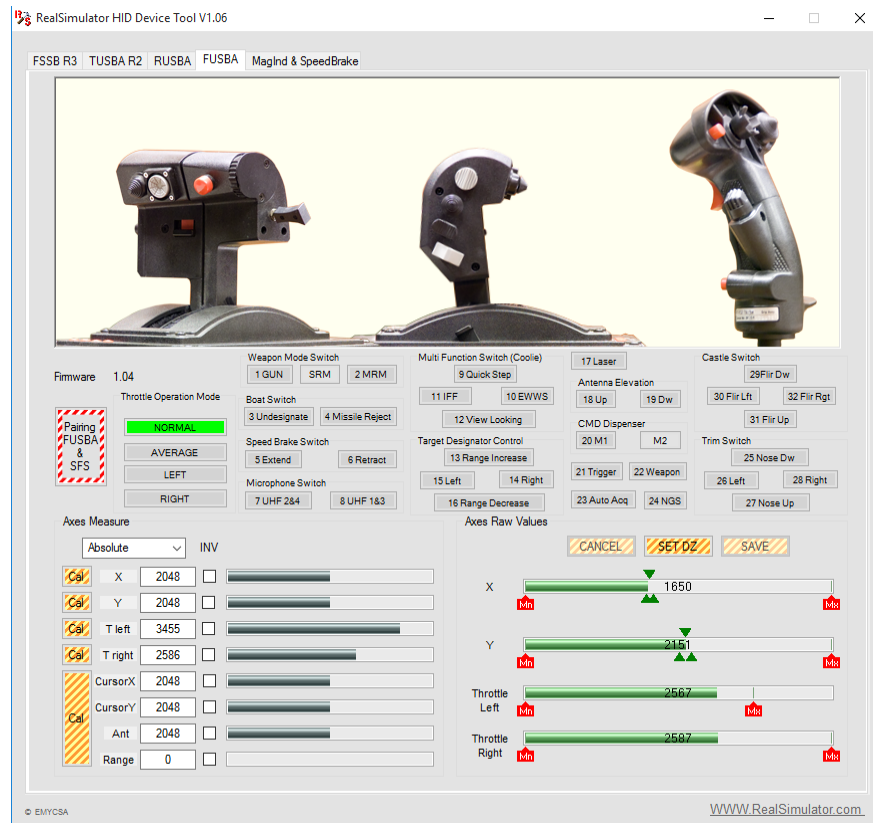 RealSimulator HID Device Tool V1.06
FSSB R3 TUSBA R2 RUSBA FUSBA MagInd & SpeedBrake
Firmware 1.04
Pairing
FUSBA
&
SFS
Throttle Operation Mode
NORMAL
AVERAGE
LEFT
RIGHT
Weapon Mode Switch
1 GUN SRM 2 MRM
Boat Switch
3 Undesignate 4 Missile Reject
Speed Brake Switch
5 Extend 6 Retract
Microphone Switch
7 UHF 2&4 8 UHF 1&3
Multi Function Switch (Coolie)
9 Quick Step
11 IFF 10 EWWS
12 View Looking
Target Designator Control
13 Range Increase
15 Left 14 Right
16 Range Decrease
17 Laser
Antenna Elevation
18 Up 19 Dw
CMD Dispenser
20 M1 M2
21 Trigger 22 Weapon
23 Auto Acq 24 NGS
Castle Switch
29Flir Dw
30 Flir Lft 32 Flir Rgt
31 Flir Up
Trim Switch
25 Nose Dw
26 Left 28 Right
27 Nose Up
Axes Measure
Absolute INV
Cal X 2048
Cal Y 2048
Cal T left 3455
Cal T right 2586
CursorX 2048
CursorY 2048
Cal
Ant 2048
Range 0
Axes Raw Values
CANCEL SET DZ SAVE
X 1650
Mn Mx
Y 2151
Mn Mx
Throttle
Left 2567
Mn Mx
Throttle
Right 2587
Mn Mx
© EMYCSA
WWW.RealSimulator.com